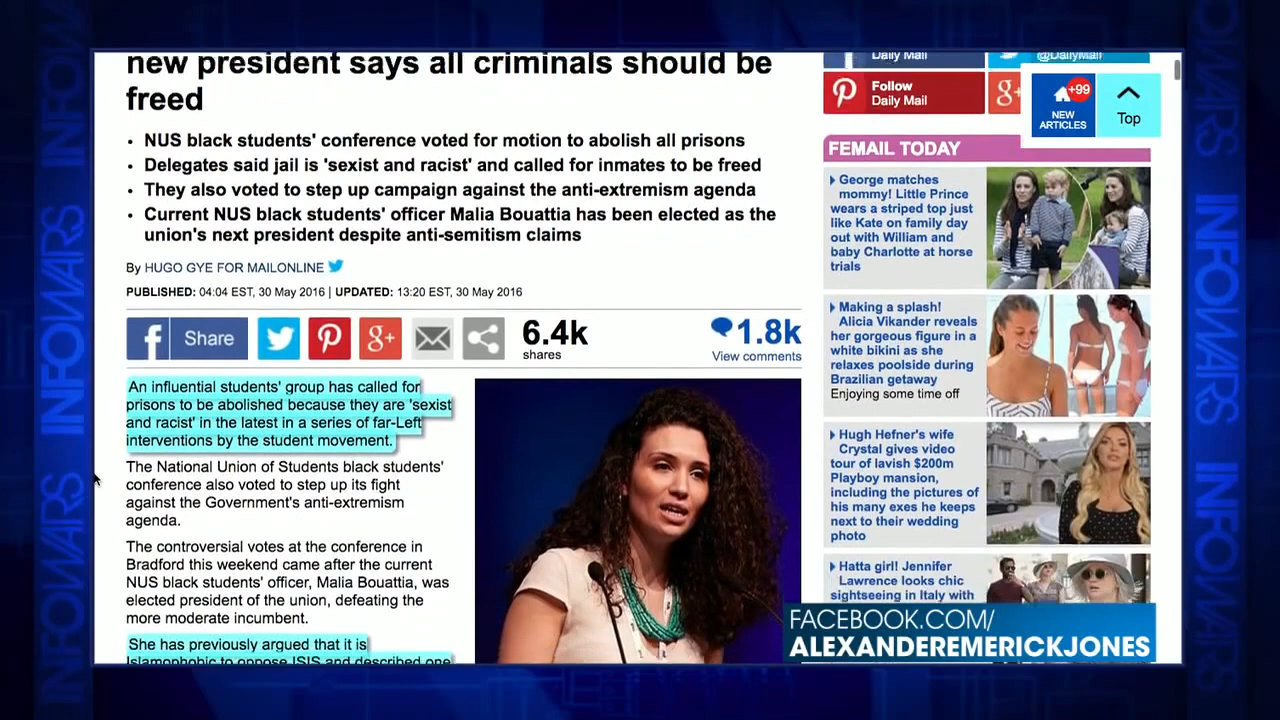 new president says all criminals should be
freed
• NUS black students' conference voted for motion to abolish all prisons
• Delegates said jail is 'sexist and racist' and called for inmates to be freed
• They also voted to step up campaign against the anti-extremism agenda
• Current NUS black students' officer Malia Bouattia has been elected as the
union's next president despite anti-semitism claims
By HUGO GYE FOR MAILONLINE
PUBLISHED: 04:04 EST, 30 May 2016 | UPDATED: 13:20 EST, 30 May 2016
f Share
g+
6.4k
shares
1.8k
View comments
An influential students' group has called for
prisons to be abolished because they are 'sexist
and racist' in the latest in a series of far-Left
interventions by the student movement.
The National Union of Students black students'
conference also voted to step up its fight
against the Government's anti-extremism
agenda.
The controversial votes at the conference in
Bradford this weekend came after the current
NUS black students' officer, Malia Bouattia, was
elected president of the union, defeating the
more moderate incumbent.
She has previously argued that it is
Islamophobic to oppose ISIS and described one
Daily Mail
@DailyMail
Follow
Daily Mail
g+
+99
NEW
ARTICLES
Top
FEMAIL TODAY
George matches
mommy! Little Prince
wears a striped top just
like Kate on family day
out with William and
baby Charlotte at horse
trials
Making a splash!
Alicia Vikander reveals
her gorgeous figure in a
white bikini as she
relaxes poolside during
Brazilian getaway
Enjoying some time off
Hugh Hefner's wife
Crystal gives video
tour of lavish $200m
Playboy mansion,
including the pictures of
his many exes he keeps
next to their wedding
photo
Hatta girl! Jennifer
Lawrence looks chic
sightseeing in Italy with
FACEBOOK.COM/
ALEXANDEREMERICKJONES
INFOWARS
INFOWARS
INFOWARS
INFOWARS